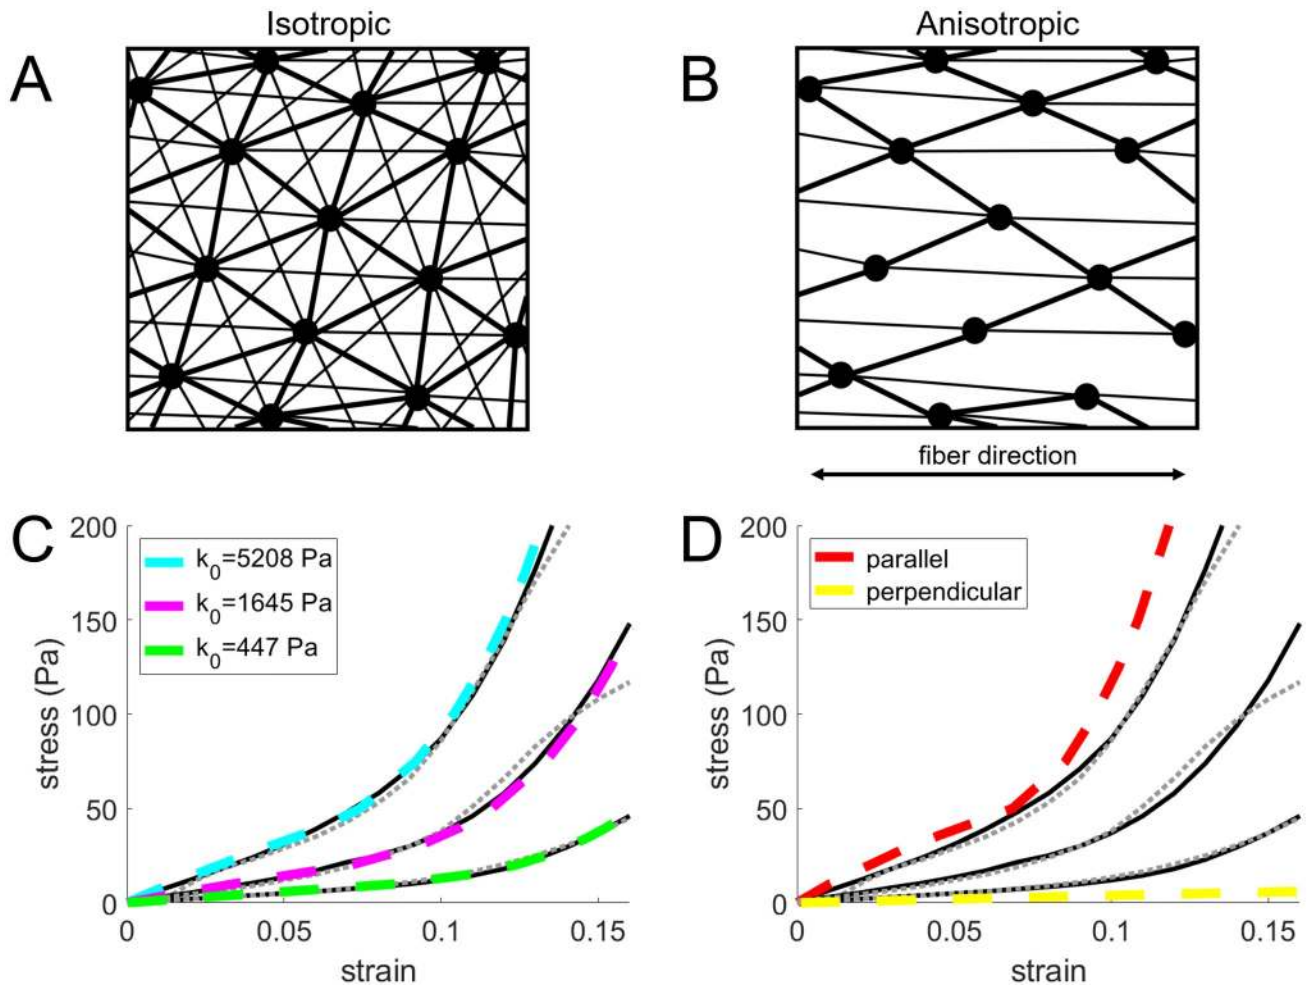 Isotropic
Anisotropic
A
B
fiber direction
C
200
150
100
50
0
stress (Pa)
k0=5208 Pa
k0=1645 Pa
k0=447 Pa
0
0.05
0.1
0.15
strain
D
200
150
100
50
0
stress (Pa)
parallel
perpendicular
0
0.05
0.1
0.15
strain